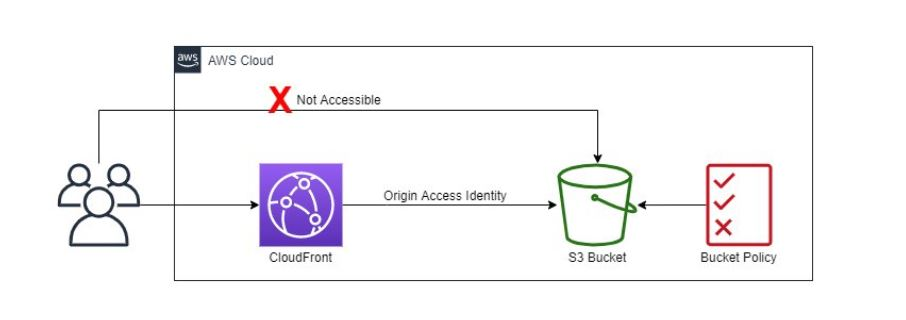 aws
AWS Cloud
X Not Accessible
Origin Access Identity
CloudFront
S3 Bucket
Bucket Policy